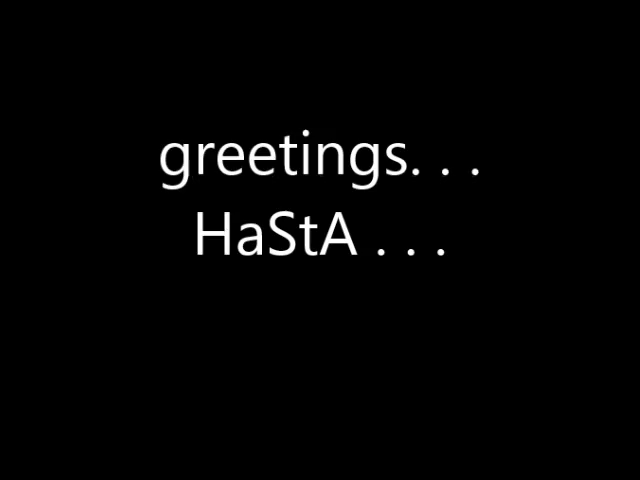 greetings. . .
HaStA . . .